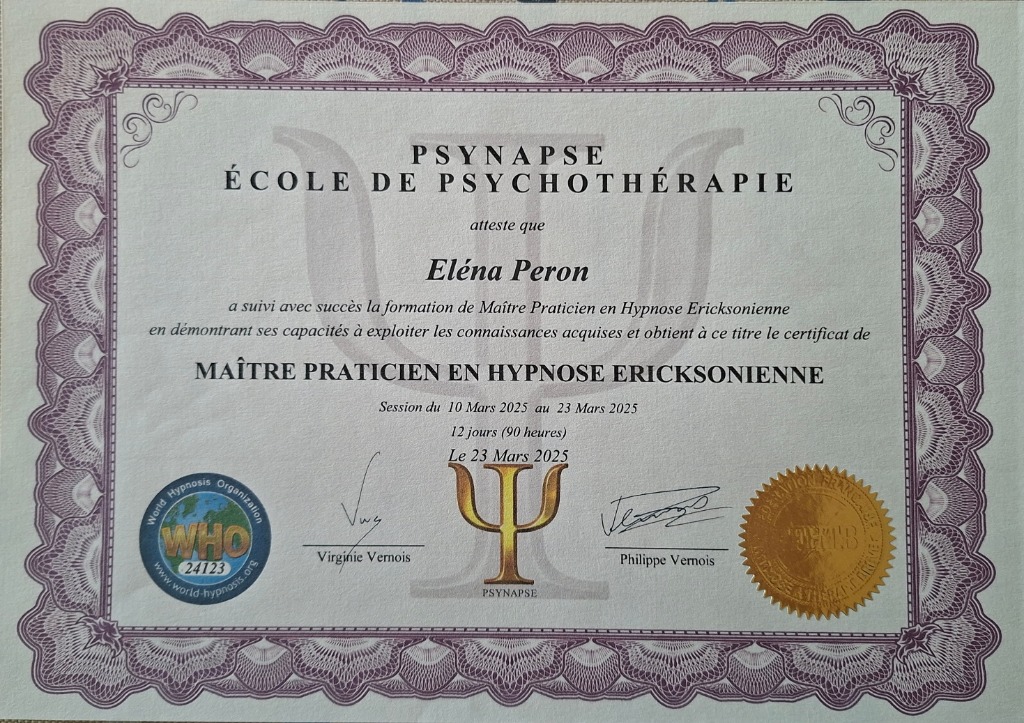 PSYNAPSE
ÉCOLE DE PSYCHOTHÉRAPIE
atteste que
Eléna Peron
a suivi avec succès la formation de Maître Praticien en Hypnose Ericksonienne
en démontrant ses capacités à exploiter les connaissances acquises et obtient à ce titre le certificat de
MAÎTRE PRATICIEN EN HYPNOSE ERICKSONIENNE
Session du 10 Mars 2025 au 23 Mars 2025
12 jours (90 heures)
Le 23 Mars 2025
World Hypnosis Organization
WHO
24123
www.world-hypnosis.org
Virginie Vernois
PSYNAPSE
Philippe Vernois